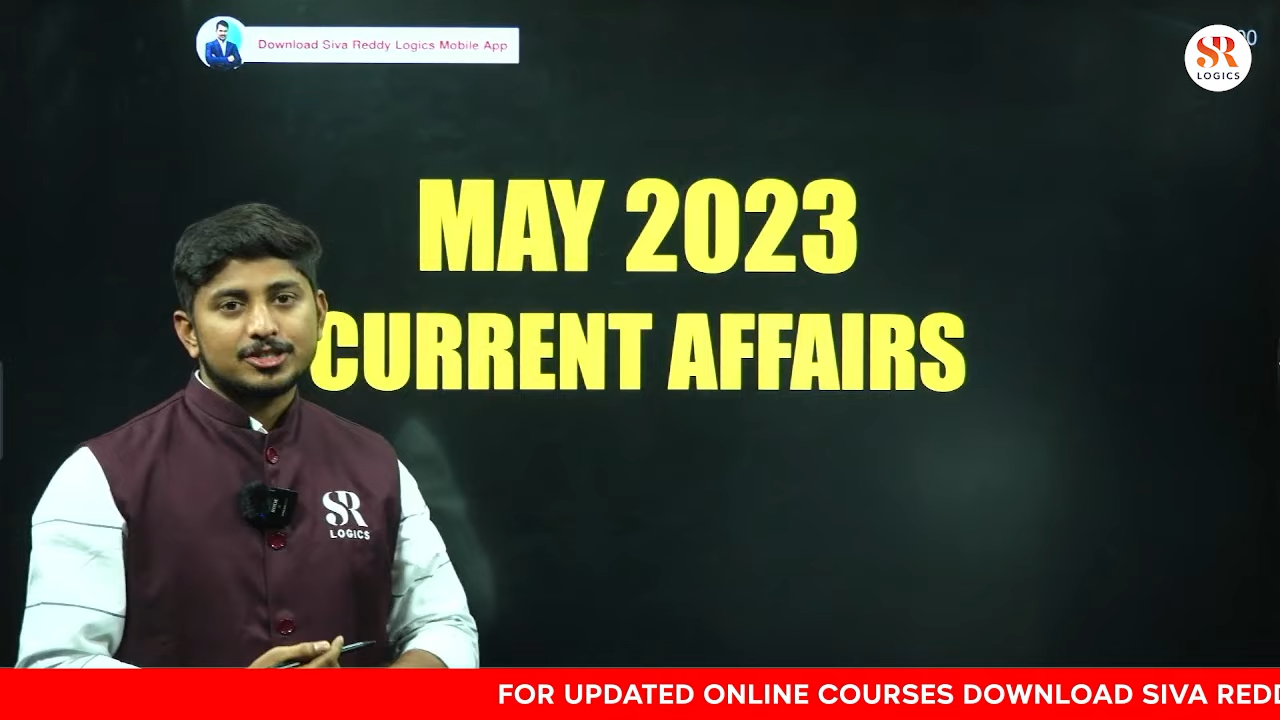 Download Siva Reddy Logics Mobile App
SR
LOGICS
MAY 2023
CURRENT AFFAIRS
SR
LOGICS
FOR UPDATED ONLINE COURSES DOWNLOAD SIVA